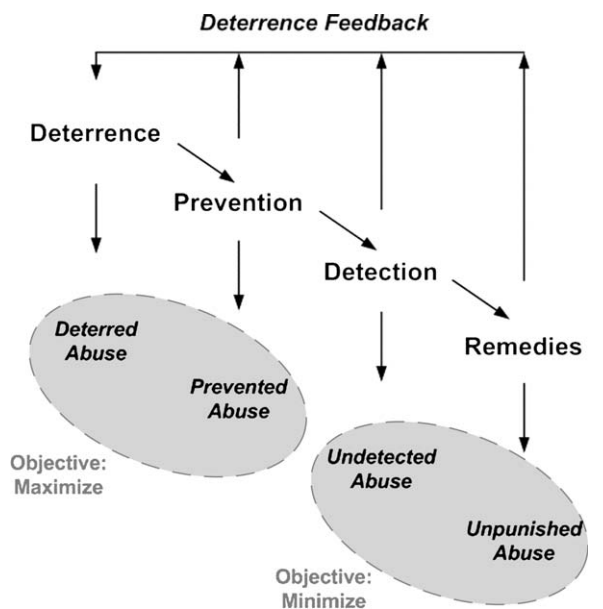 Deterrence Feedback
Deterrence
Prevention
Detection
Remedies
Deterred
Abuse
Prevented
Abuse
Objective:
Maximize
Undetected
Abuse
Unpunished
Abuse
Objective:
Minimize